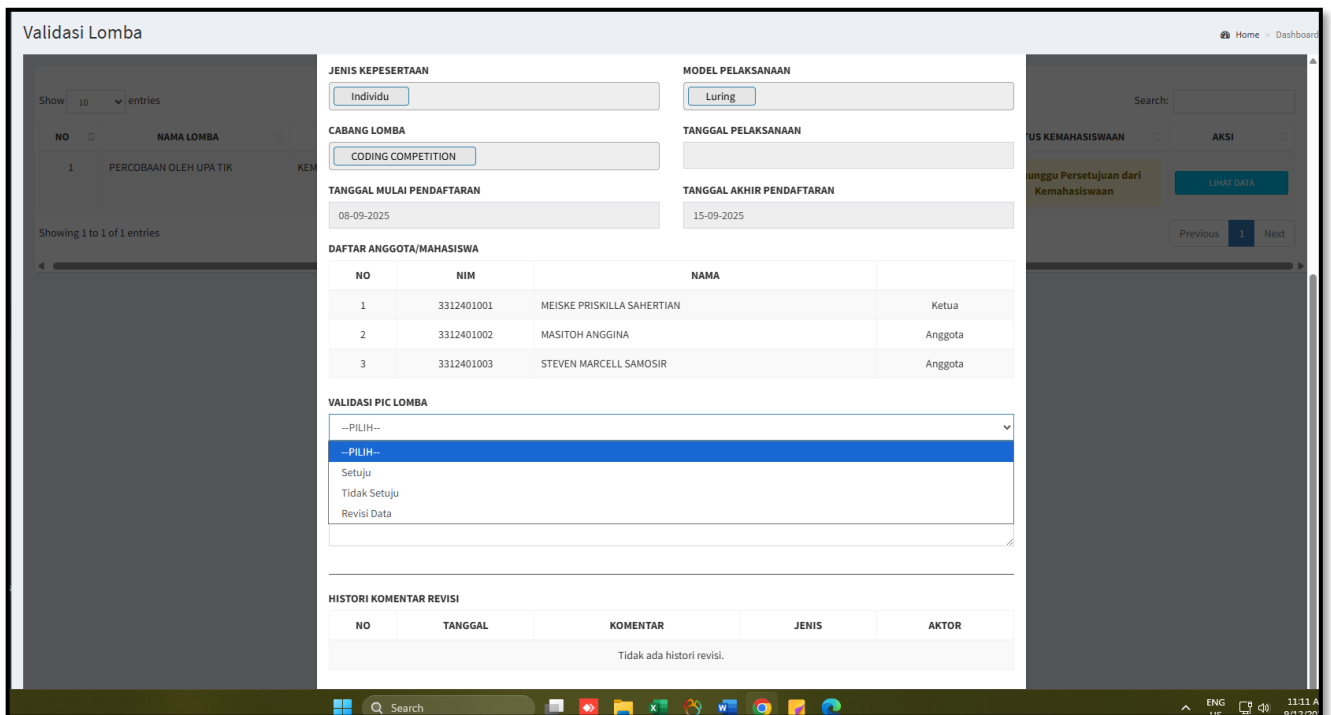 Validasi Lomba
Home > Dashboard
Show 10 entries
Search:
NO NAMA LOMBA
KEMAHASISWAAN AKSI
1 PERCOBAAN OLEH UPA TIK
Persetujuan dari
Kemahasiswaan
LIHAT DATA
Showing 1 to 1 of 1 entries
Previous 1 Next
JENIS KEPESERTAAN MODEL PELAKSANAAN
Individu Luring
CABANG LOMBA TANGGAL PELAKSANAAN
CODING COMPETITION
TANGGAL MULAI PENDAFTARAN TANGGAL AKHIR PENDAFTARAN
08-09-2025 15-09-2025
DAFTAR ANGGOTA/MAHASISWA
NO NIM NAMA
1 3312401001 MEISKE PRISKILLA SAHERTIAN Ketua
2 3312401002 MASITOH ANGGINA Anggota
3 3312401003 STEVEN MARCELL SAMOSIR Anggota
VALIDASI PIC LOMBA
--PILIH--
--PILIH--
Setuju
Tidak Setuju
Revisi Data
HISTORI KOMENTAR REVISI
NO TANGGAL KOMENTAR JENIS AKTOR
Tidak ada histori revisi.
Search
ENG
11:11